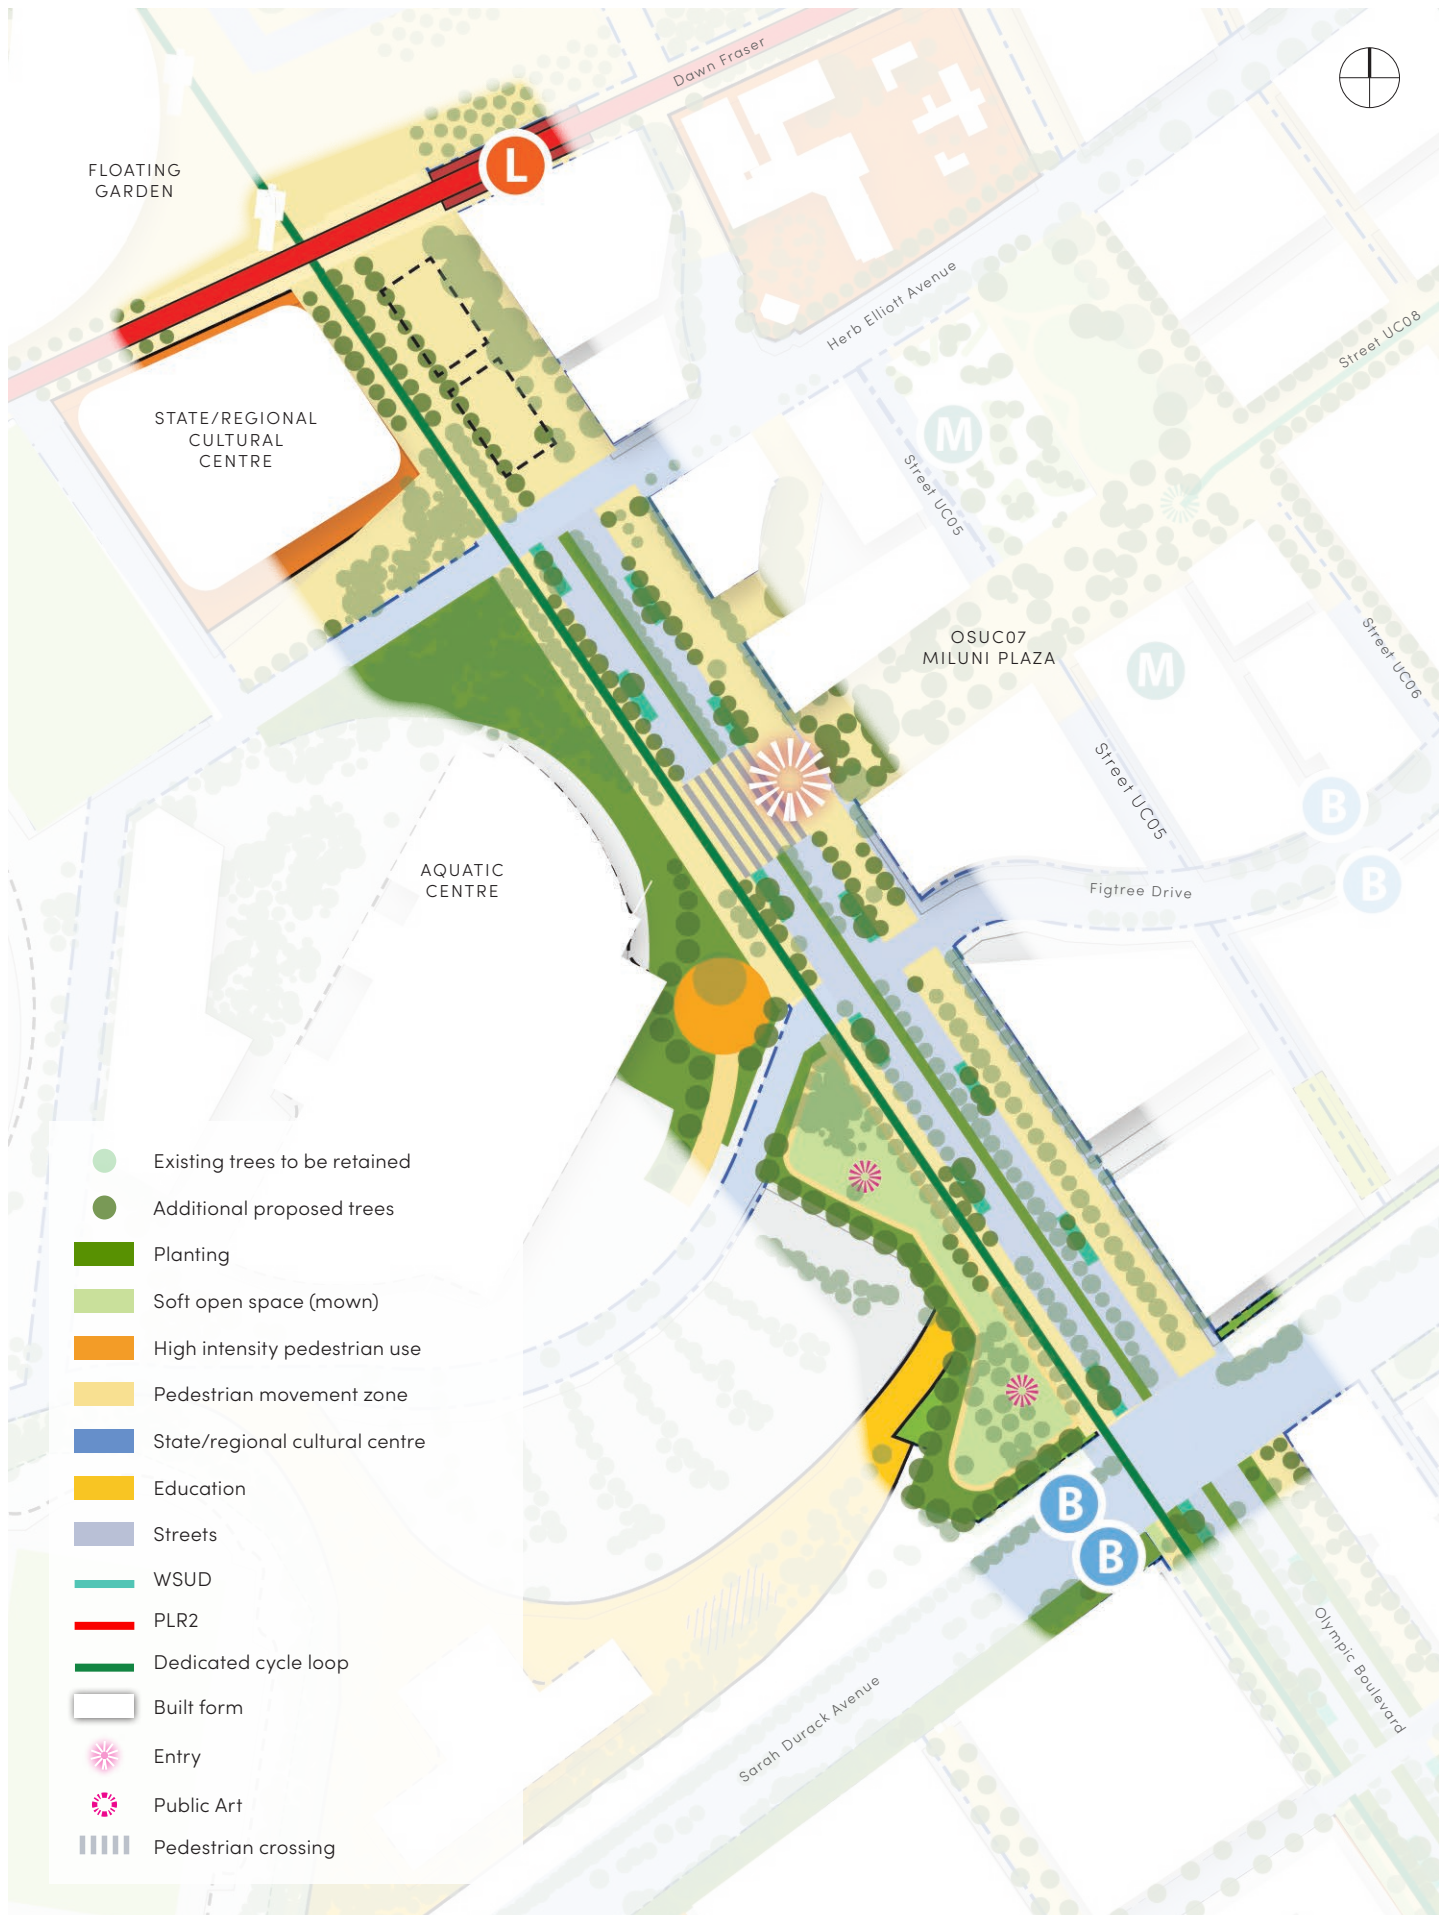 Dawn Fraser
L
FLOATING
GARDEN
Herb Elliott Avenue
Street UC08
STATE/REGIONAL
CULTURAL
CENTRE
M
Street UC05
OSUC07
MILUNI PLAZA
M
Street UC06
Street UC05
B
B
AQUATIC
CENTRE
Figtree Drive
Existing trees to be retained
Additional proposed trees
Planting
Soft open space (mown)
High intensity pedestrian use
Pedestrian movement zone
State/regional cultural centre
Education
Streets
WSUD
PLR2
Dedicated cycle loop
Built form
Entry
Public Art
Pedestrian crossing
B
B
Olympic Boulevard
Sarah Durack Avenue